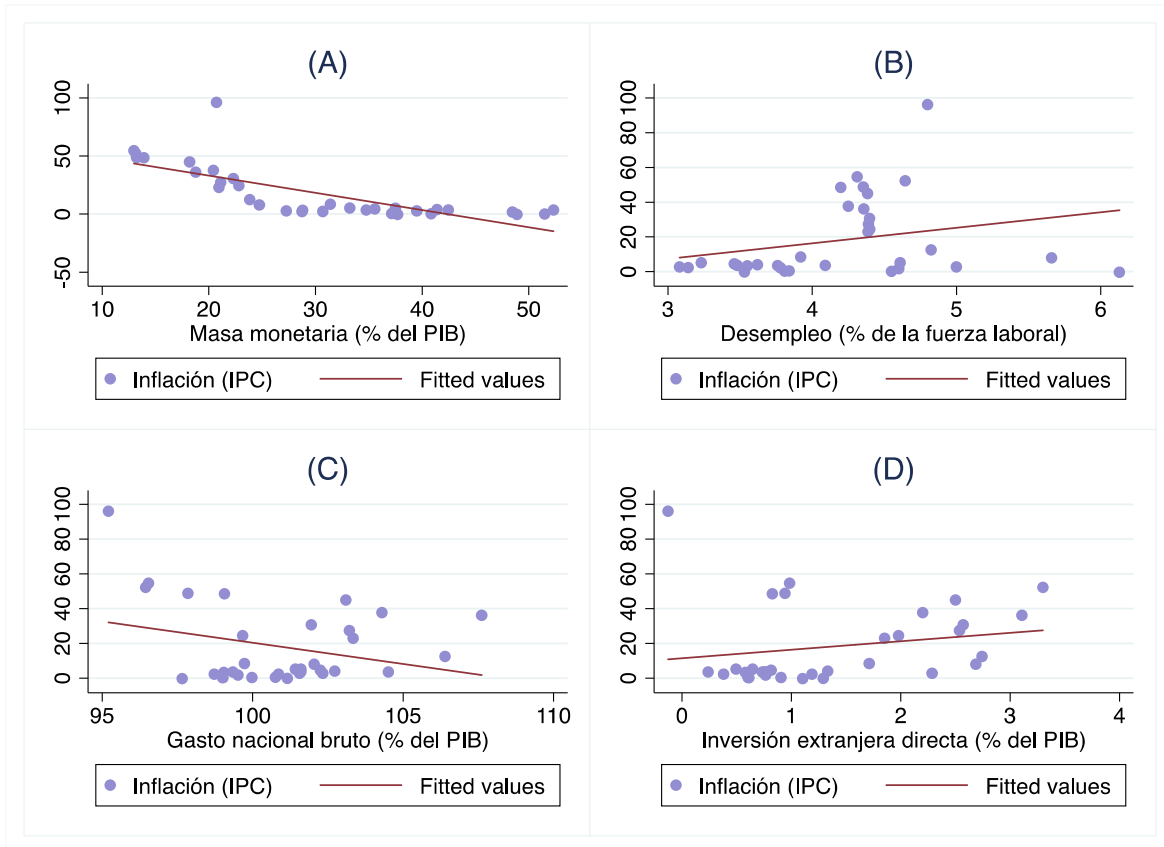 (A)
100
50
0
-50
10 20 30 40 50
Masa monetaria (% del PIB)
Inflación (IPC) Fitted values
(B)
100
80
60
40
20
0
3 4 5 6
Desempleo (% de la fuerza laboral)
Inflación (IPC) Fitted values
(C)
100
80
60
40
20
0
95 100 105 110
Gasto nacional bruto (% del PIB)
Inflación (IPC) Fitted values
(D)
100
80
60
40
20
0
0 1 2 3 4
Inversión extranjera directa (% del PIB)
Inflación (IPC) Fitted values